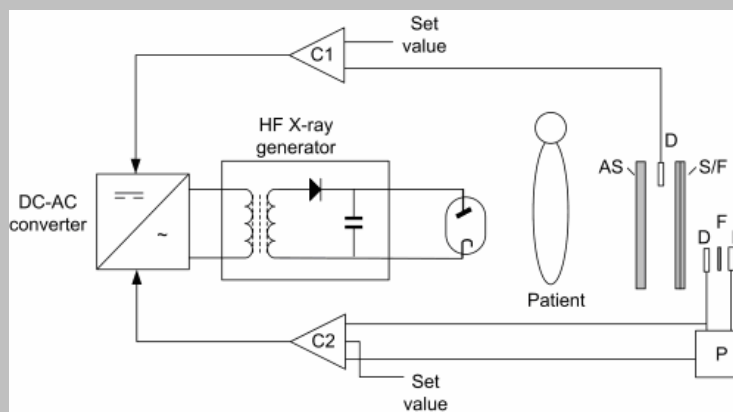 Set
value
C1
HF X-ray
generator
D
AS
S/F
DC-AC
converter
~
D
F
Patient
C2
P
Set
value